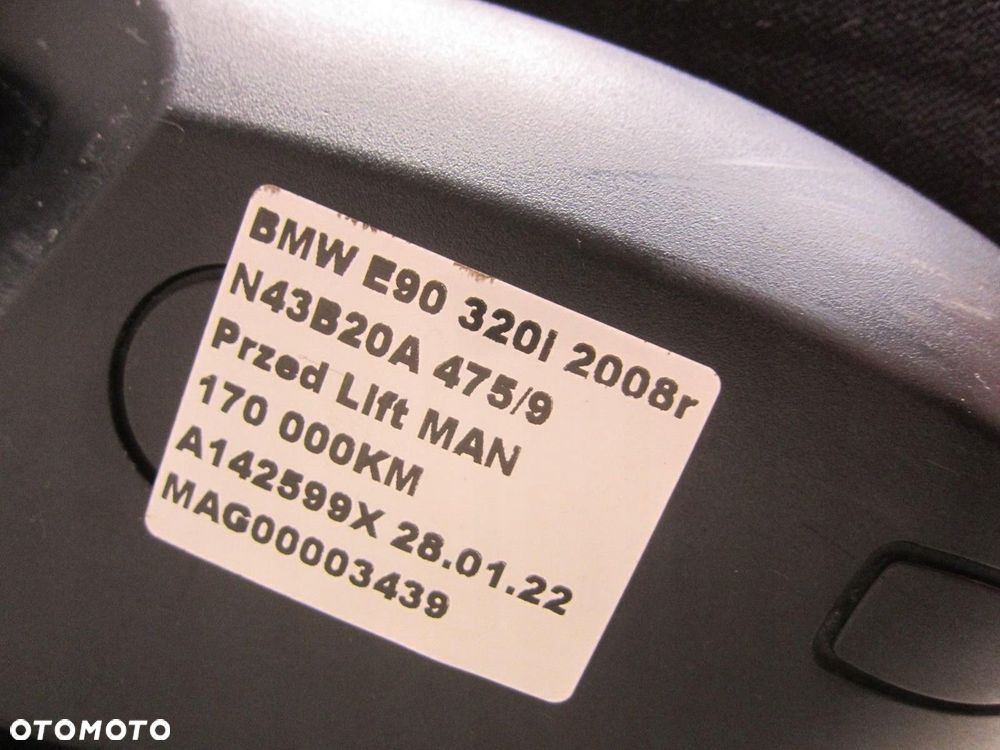 BMW E90 320i 2008r
N43B20A 475/9
Przed Lift MAN
170 000KM
A142599X 28.01.22
MAG00003439
OTOMOTO